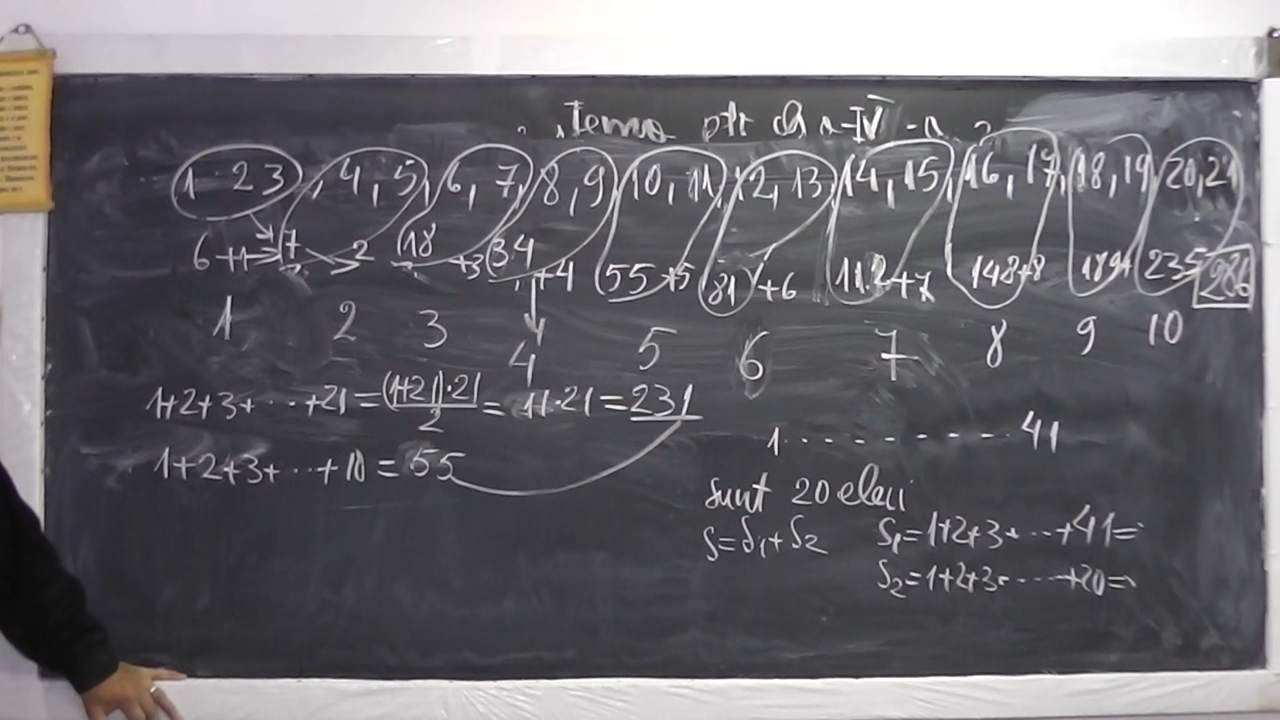 Tema ptr cls a-IV-a
1 2 3, 4, 5, 6, 7, 8, 9 10, 11, 12, 13, 14, 15, 16, 17, 18, 19 20, 21
6+1 7 2 18 +3 34 +4 55+5 81 +6 112+7 148+8 189+ 235 286
1 2 3 4 5 6 7 8 9 10
1+2+3+ ... +21 = (1+21)·21 / 2 = 11·21 = 231
1 . . . . . . . . . . 41
1+2+3+ ... +10 = 55
sunt 20 elevi
S=S₁+S₂ S₁=1+2+3+ ... +41=
S₂=1+2+3+ ... +20=